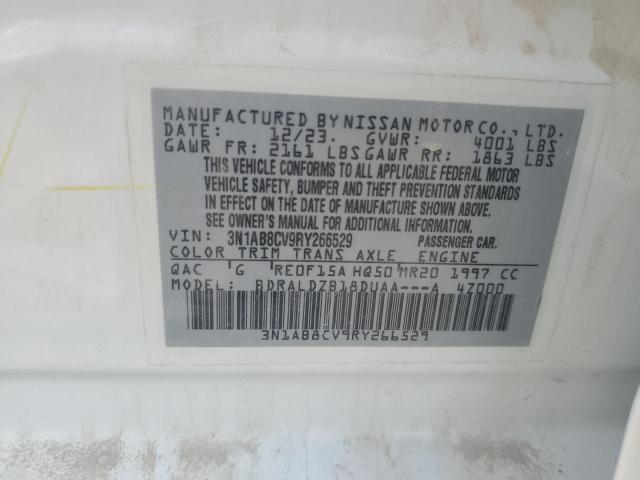 MANUFACTURED BY NISSAN MOTOR CO., LTD.
DATE: 12/23. GVWR: 4001 LBS
GAWR FR: 2161 LBS GAWR RR: 1863 LBS
THIS VEHICLE CONFORMS TO ALL APPLICABLE FEDERAL MOTOR
VEHICLE SAFETY, BUMPER AND THEFT PREVENTION STANDARDS
IN EFFECT ON THE DATE OF MANUFACTURE SHOWN ABOVE.
SEE OWNER'S MANUAL FOR ADDITIONAL INFORMATION.
VIN: 3N1AB8CV9RY266529 PASSENGER CAR.
COLOR TRIM TRANS AXLE ENGINE
QAC G RE0F15A HQ50 MR20 1997 CC
MODEL: BDRALDZB18DUAA---A 4Z000
3N1AB8CV9RY266529